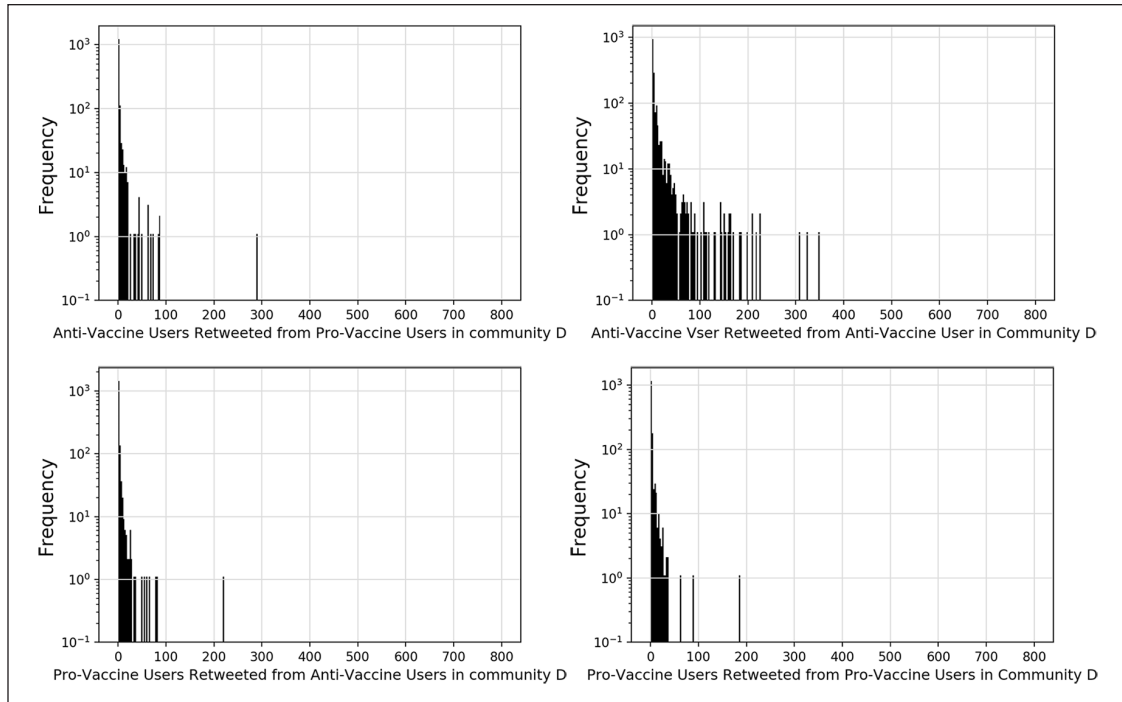 10³
10²
10¹
10⁰
10⁻¹
Frequency
0 100 200 300 400 500 600 700 800
Anti-Vaccine Users Retweeted from Pro-Vaccine Users in community D
10³
10²
10¹
10⁰
10⁻¹
Frequency
0 100 200 300 400 500 600 700 800
Anti-Vaccine Vser Retweeted from Anti-Vaccine User in Community D
10³
10²
10¹
10⁰
10⁻¹
Frequency
0 100 200 300 400 500 600 700 800
Pro-Vaccine Users Retweeted from Anti-Vaccine Users in community D
10³
10²
10¹
10⁰
10⁻¹
Frequency
0 100 200 300 400 500 600 700 800
Pro-Vaccine Users Retweeted from Pro-Vaccine Users in Community D